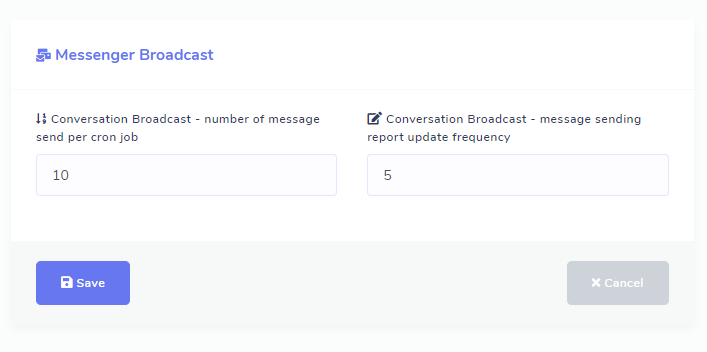 Messenger Broadcast
Conversation Broadcast - number of message
send per cron job
10
Conversation Broadcast - message sending
report update frequency
5
Save
Cancel